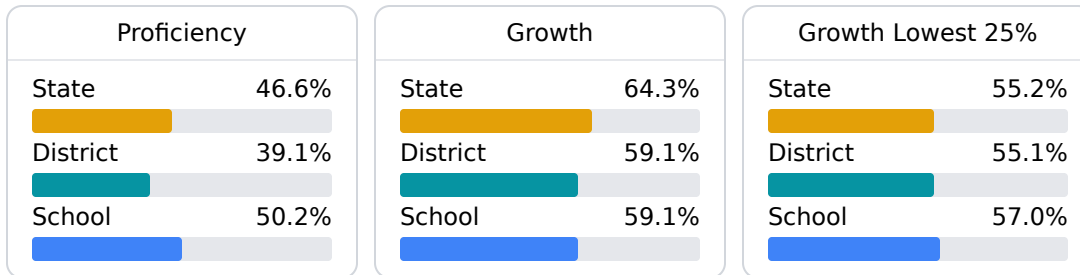 Proficiency
State 46.6%
District 39.1%
School 50.2%
Growth
State 64.3%
District 59.1%
School 59.1%
Growth Lowest 25%
State 55.2%
District 55.1%
School 57.0%